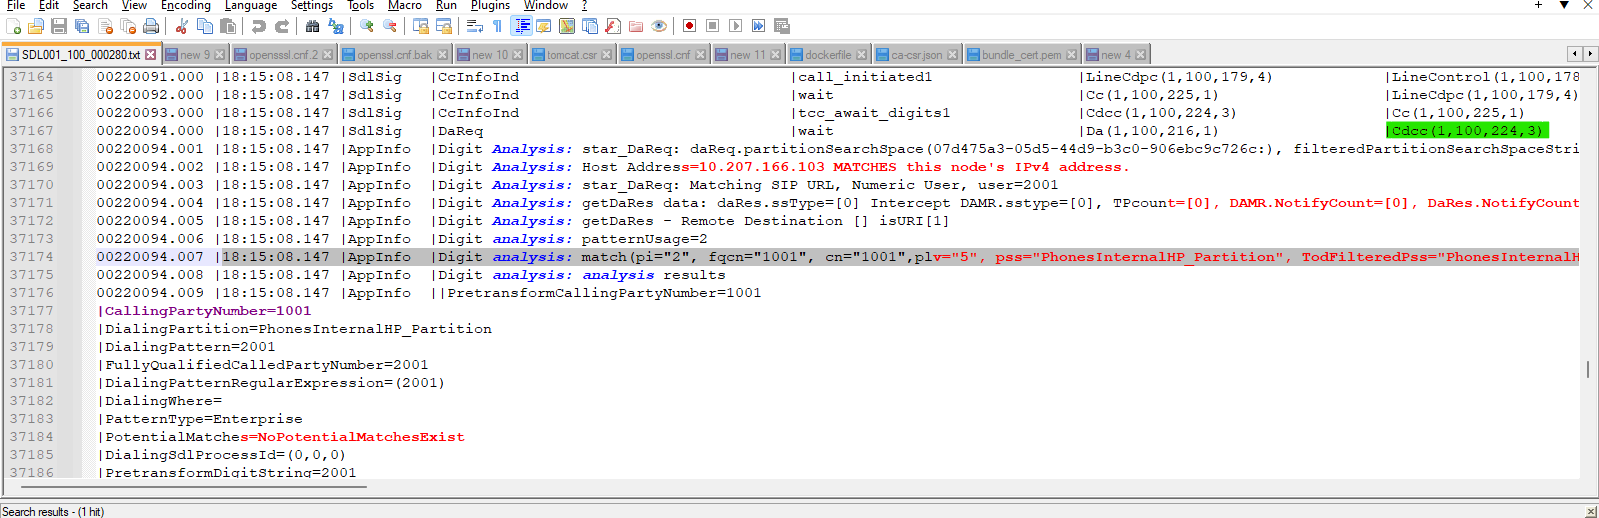 File Edit Search View Encoding Language Settings Tools Macro Run Plugins Window ? + ▼ X
SDL001_100_000280.txt new 9 openssl.cnf.2 openssl.cnf.bak new 10 tomcat.csr openssl.cnf new 11 dockerfile ca-csr.json bundle_cert.pem new 4
37164 00220091.000 |18:15:08.147 |SdlSig |CcInfoInd |call_initiated1 |LineCdpc(1,100,179,4) |LineControl(1,100,178
37165 00220092.000 |18:15:08.147 |SdlSig |CcInfoInd |wait |Cc(1,100,225,1) |LineCdpc(1,100,179,4)
37166 00220093.000 |18:15:08.147 |SdlSig |CcInfoInd |tcc_await_digits1 |Cdcc(1,100,224,3) |Cc(1,100,225,1)
37167 00220094.000 |18:15:08.147 |SdlSig |DaReq |wait |Da(1,100,216,1) |Cdcc(1,100,224,3)
37168 00220094.001 |18:15:08.147 |AppInfo |Digit Analysis: star_DaReq: daReq.partitionSearchSpace(07d475a3-05d5-44d9-b3c0-906ebc9c726c:), filteredPartitionSearchSpaceStri
37169 00220094.002 |18:15:08.147 |AppInfo |Digit Analysis: Host Address=10.207.166.103 MATCHES this node's IPv4 address.
37170 00220094.003 |18:15:08.147 |AppInfo |Digit Analysis: star_DaReq: Matching SIP URL, Numeric User, user=2001
37171 00220094.004 |18:15:08.147 |AppInfo |Digit Analysis: getDaRes data: daRes.ssType=[0] Intercept DAMR.sstype=[0], TPcount=[0], DAMR.NotifyCount=[0], DaRes.NotifyCount
37172 00220094.005 |18:15:08.147 |AppInfo |Digit Analysis: getDaRes - Remote Destination [] isURI[1]
37173 00220094.006 |18:15:08.147 |AppInfo |Digit analysis: patternUsage=2
37174 00220094.007 |18:15:08.147 |AppInfo |Digit analysis: match(pi="2", fqcn="1001", cn="1001",plv="5", pss="PhonesInternalHP_Partition", TodFilteredPss="PhonesInternalH
37175 00220094.008 |18:15:08.147 |AppInfo |Digit analysis: analysis results
37176 00220094.009 |18:15:08.147 |AppInfo ||PretransformCallingPartyNumber=1001
37177 |CallingPartyNumber=1001
37178 |DialingPartition=PhonesInternalHP_Partition
37179 |DialingPattern=2001
37180 |FullyQualifiedCalledPartyNumber=2001
37181 |DialingPatternRegularExpression=(2001)
37182 |DialingWhere=
37183 |PatternType=Enterprise
37184 |PotentialMatches=NoPotentialMatchesExist
37185 |DialingSdlProcessId=(0,0,0)
37186 |PretransformDigitString=2001
Search results - (1 hit)